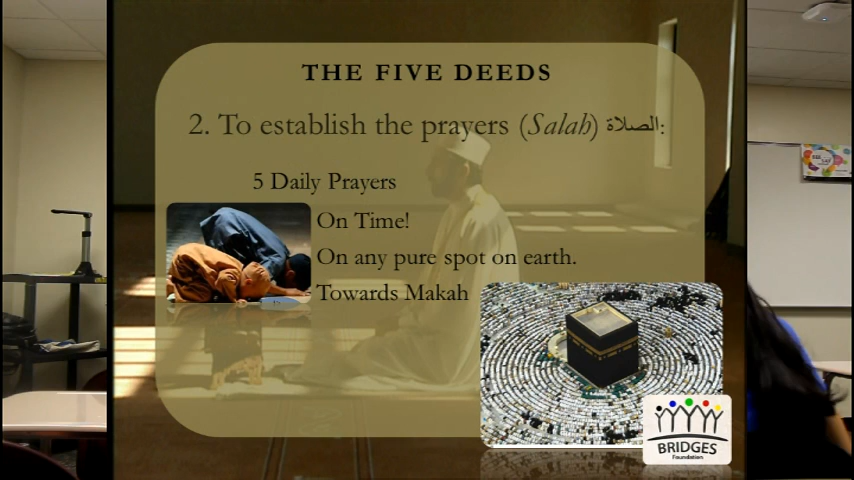 THE FIVE DEEDS
2. To establish the prayers (Salah) الصلاة:
5 Daily Prayers
On Time!
On any pure spot on earth.
Towards Makah
BRIDGES
Foundation